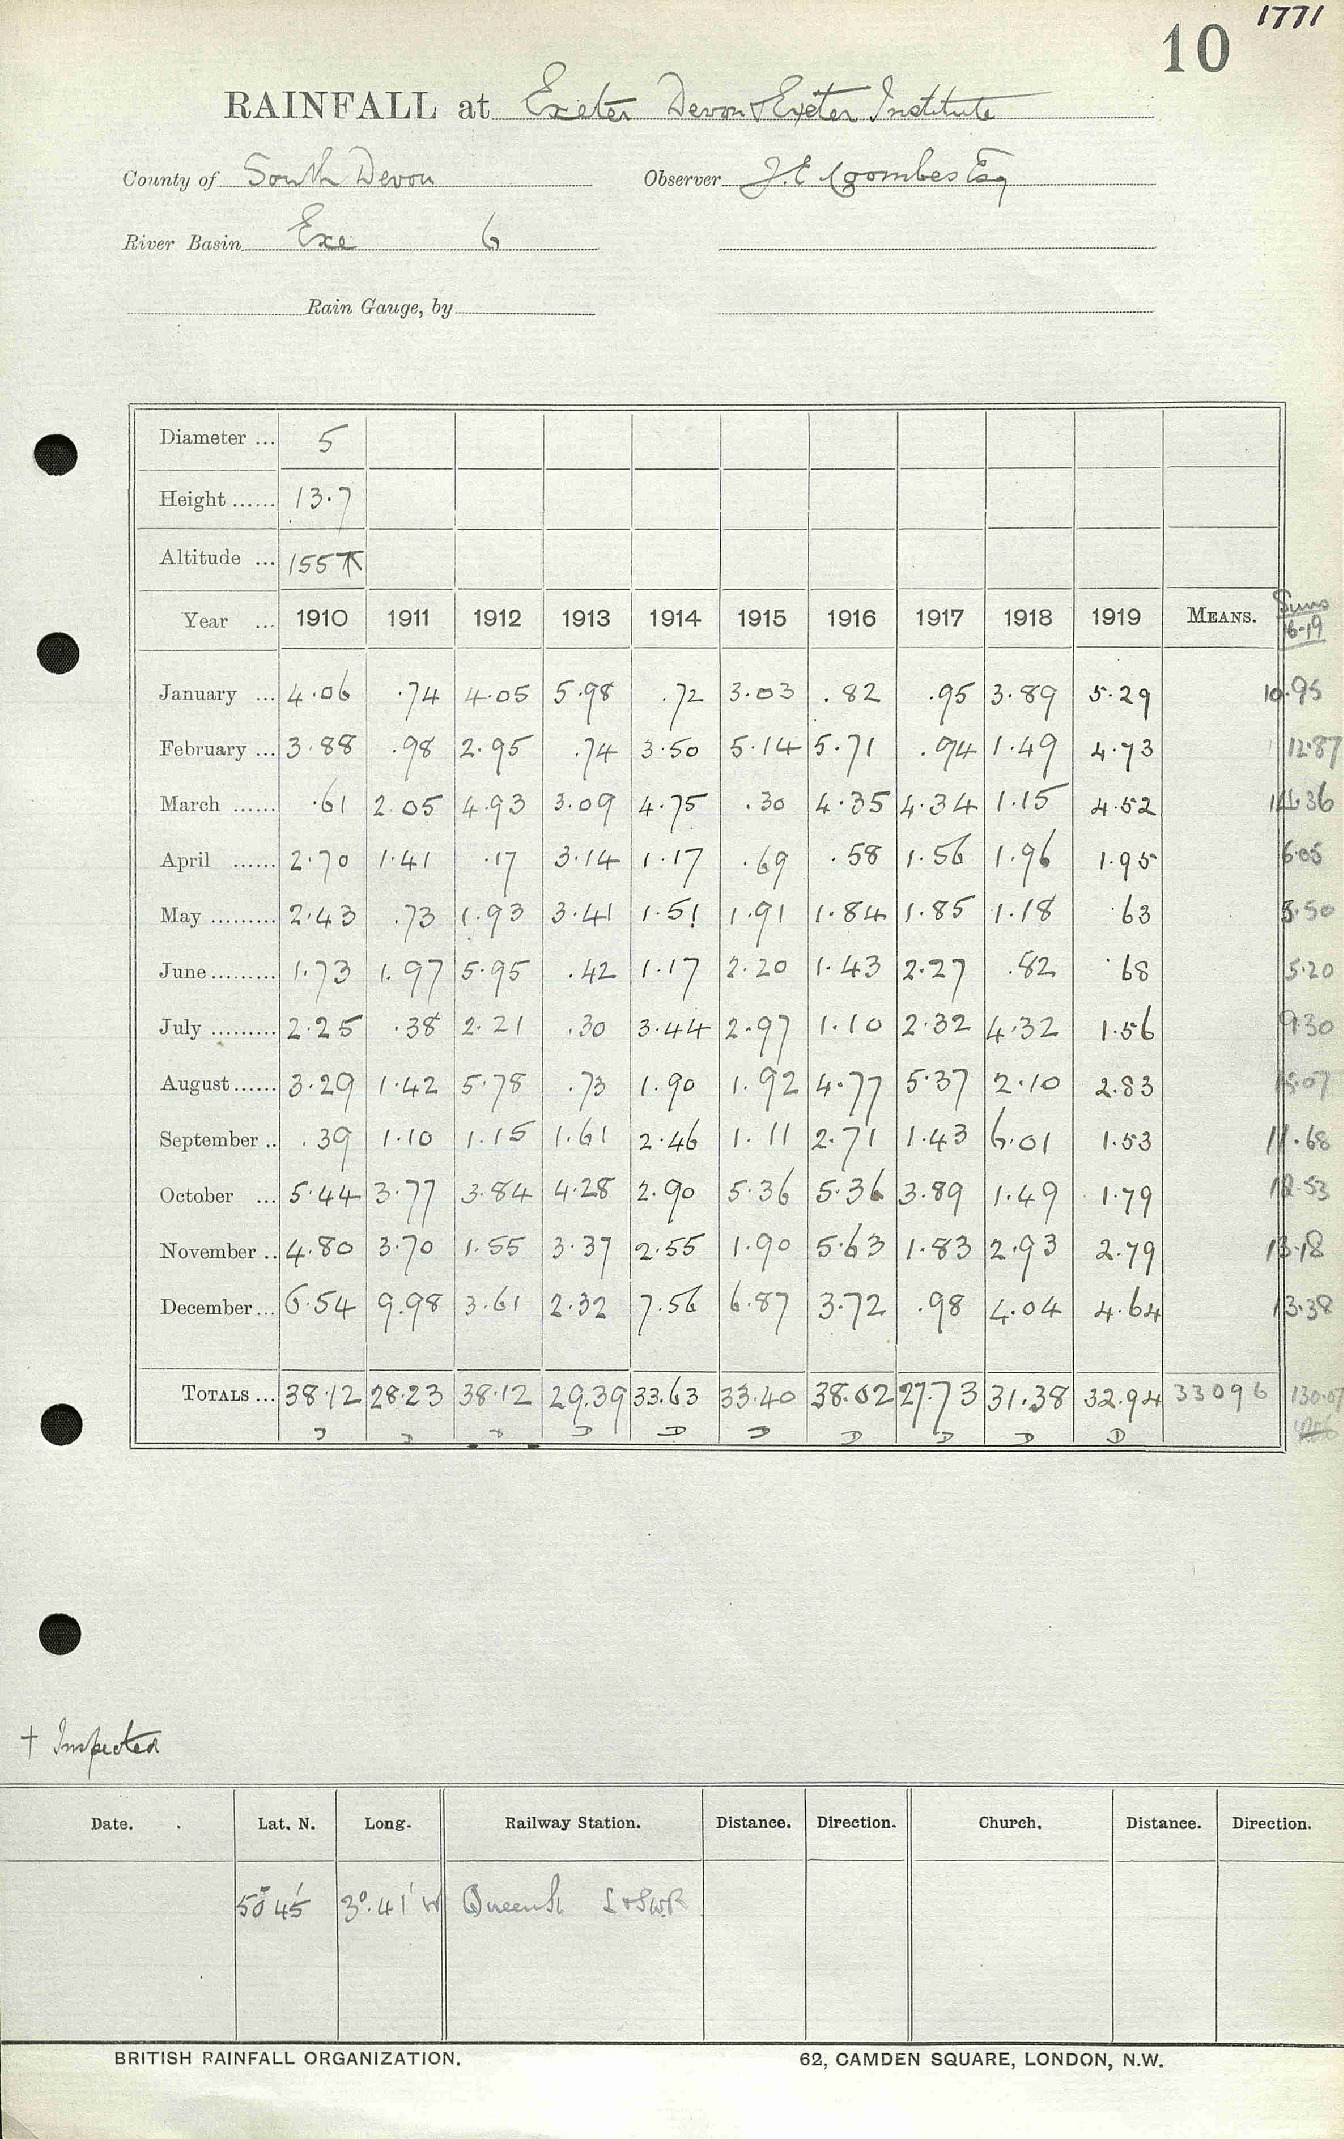 1771
10
RAINFALL at Exeter Devon & Exeter Institute
County of South Devon Observer J. E. Coombes Esq
River Basin Exe 6
Rain Gauge, by
Diameter ... 5
Height ...... 13.7
Altitude ... 155
Year ... 1910 1911 1912 1913 1914 1915 1916 1917 1918 1919 MEANS. Sums 16-19
January ... 4.06 .74 4.05 5.98 .72 3.03 .82 .95 3.89 5.29 10.95
February ... 3.88 .98 2.95 .74 3.50 5.14 5.71 .94 1.49 4.73 12.87
March ...... .61 2.05 4.93 3.09 4.75 .30 4.35 4.34 1.15 4.52 14.36
April ...... 2.70 1.41 .17 3.14 1.17 .69 .58 1.56 1.96 1.95 6.05
May ......... 2.43 .73 1.93 3.41 1.51 1.91 1.84 1.85 1.18 .63 5.50
June......... 1.73 1.97 5.95 .42 1.17 2.20 1.43 2.27 .82 .68 5.20
July ......... 2.25 .38 2.21 .30 3.44 2.97 1.10 2.32 4.32 1.56 9.30
August...... 3.29 1.42 5.78 .73 1.90 1.92 4.77 5.37 2.10 2.83 15.07
September .. .39 1.10 1.15 1.61 2.46 1.11 2.71 1.43 6.01 1.53 11.68
October ... 5.44 3.77 3.84 4.28 2.90 5.36 5.36 3.89 1.49 1.79 12.53
November .. 4.80 3.70 1.55 3.37 2.55 1.90 5.63 1.83 2.93 2.79 13.18
December... 6.54 9.98 3.61 2.32 7.56 6.87 3.72 .98 4.04 4.64 13.38
TOTALS ... 38.12 28.23 38.12 29.39 33.63 33.40 38.02 27.73 31.38 32.94 33096 130.07
D D D D D D D D D D
† Inspected
Date. Lat. N. Long. Railway Station. Distance. Direction. Church. Distance. Direction.
50° 45' 3°.41' W Queen St L & SWR
BRITISH RAINFALL ORGANIZATION. 62, CAMDEN SQUARE, LONDON, N.W.